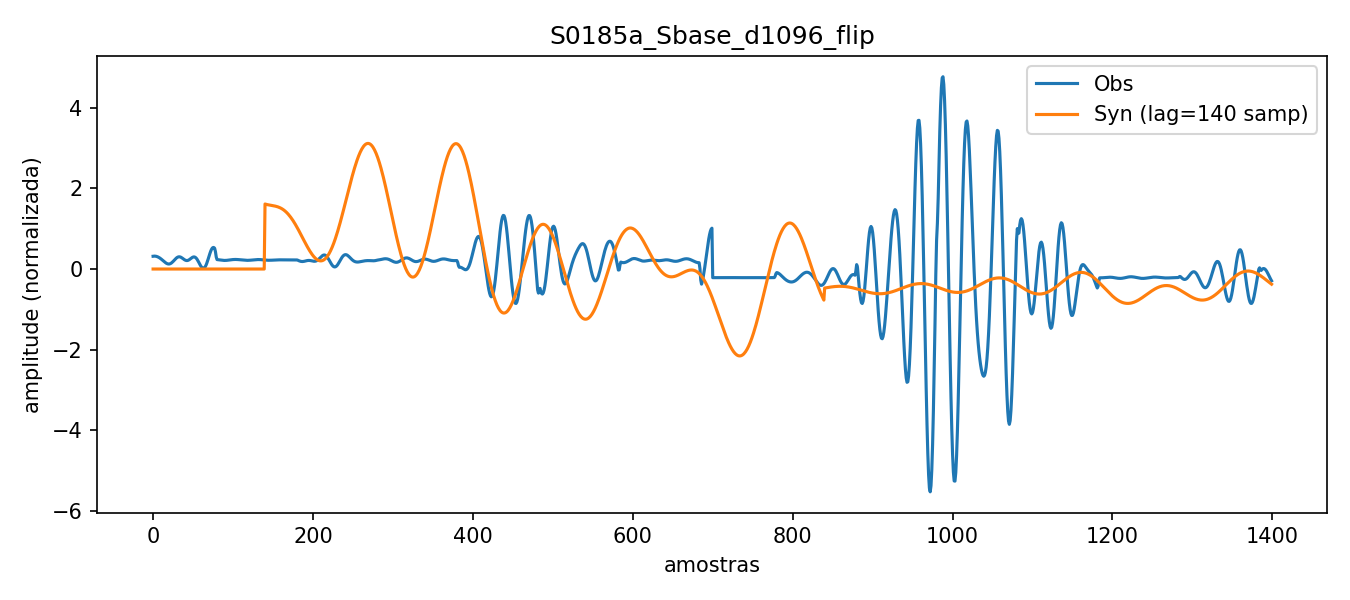 S0185a_Sbase_d1096_flip
Obs
Syn (lag=140 samp)
amplitude (normalizada)
4
2
0
−2
−4
−6
0 200 400 600 800 1000 1200 1400
amostras